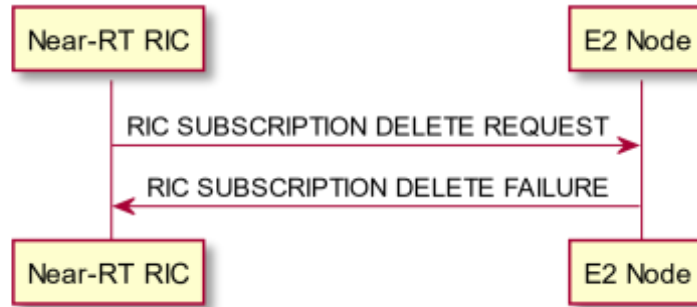 Near-RT RIC
E2 Node
RIC SUBSCRIPTION DELETE REQUEST
RIC SUBSCRIPTION DELETE FAILURE
Near-RT RIC
E2 Node